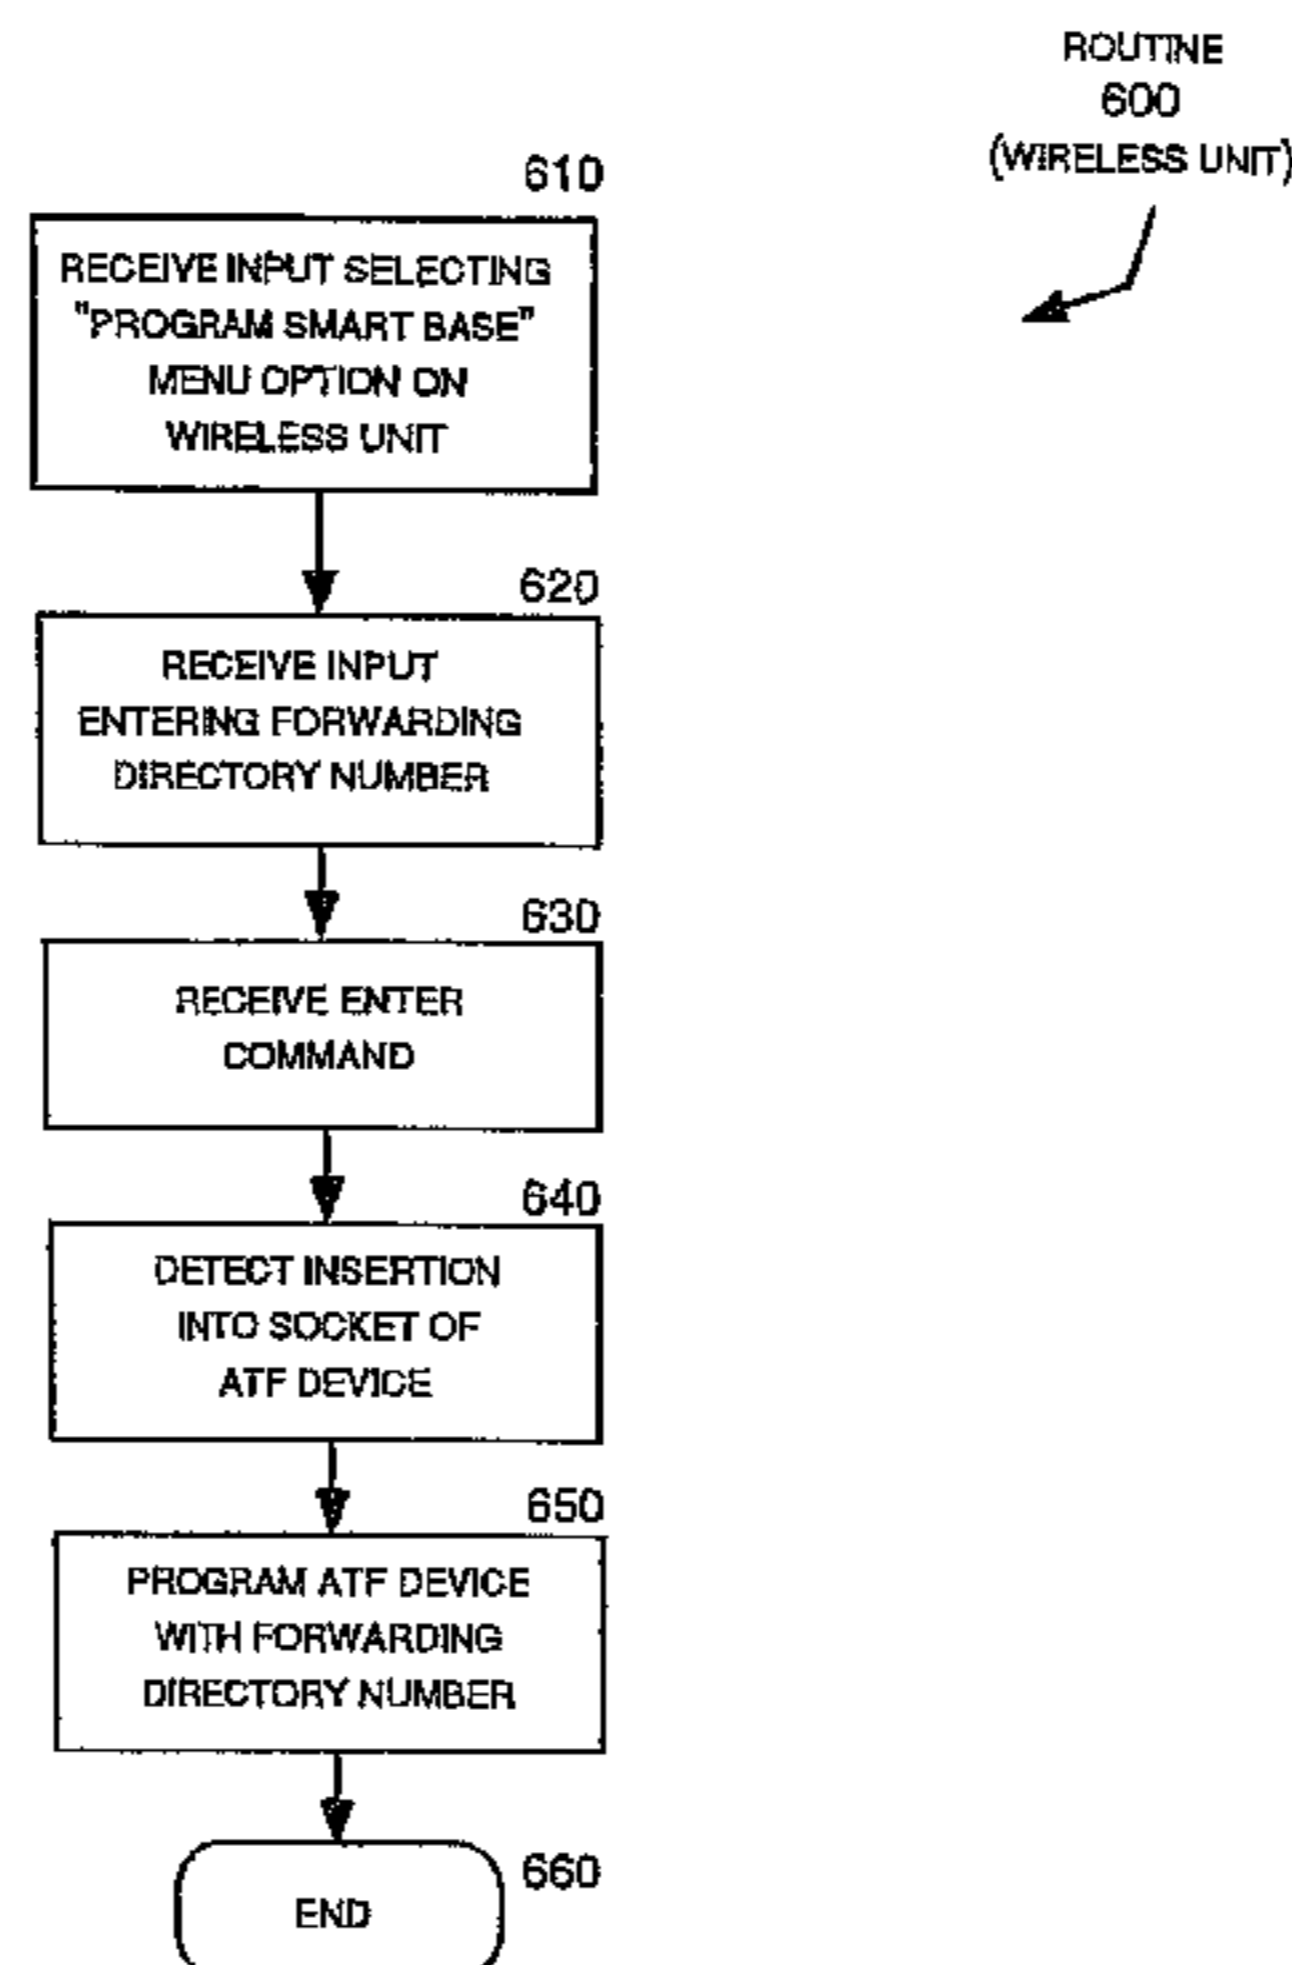 ROUTINE
600
(WIRELESS UNIT)
610
RECEIVE INPUT SELECTING
"PROGRAM SMART BASE"
MENU OPTION ON
WIRELESS UNIT
620
RECEIVE INPUT
ENTERING FORWARDING
DIRECTORY NUMBER
630
RECEIVE ENTER
COMMAND
640
DETECT INSERTION
INTO SOCKET OF
ATF DEVICE
650
PROGRAM ATF DEVICE
WITH FORWARDING
DIRECTORY NUMBER
660
END